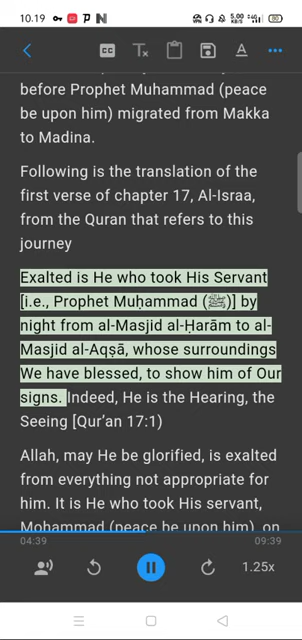 10.19
5.00 KB/S
4G
CC
Tx
A
before Prophet Muhammad (peace
be upon him) migrated from Makka
to Madina.
Following is the translation of the
first verse of chapter 17, Al-Israa,
from the Quran that refers to this
journey
Exalted is He who took His Servant
[i.e., Prophet Muḥammad (ﷺ)] by
night from al-Masjid al-Ḥarām to al-
Masjid al-Aqṣā, whose surroundings
We have blessed, to show him of Our
signs. Indeed, He is the Hearing, the
Seeing [Qur’an 17:1)
Allah, may He be glorified, is exalted
from everything not appropriate for
him. It is He who took His servant,
Mohammad (peace be upon him), on
04:39
09:39
1.25x